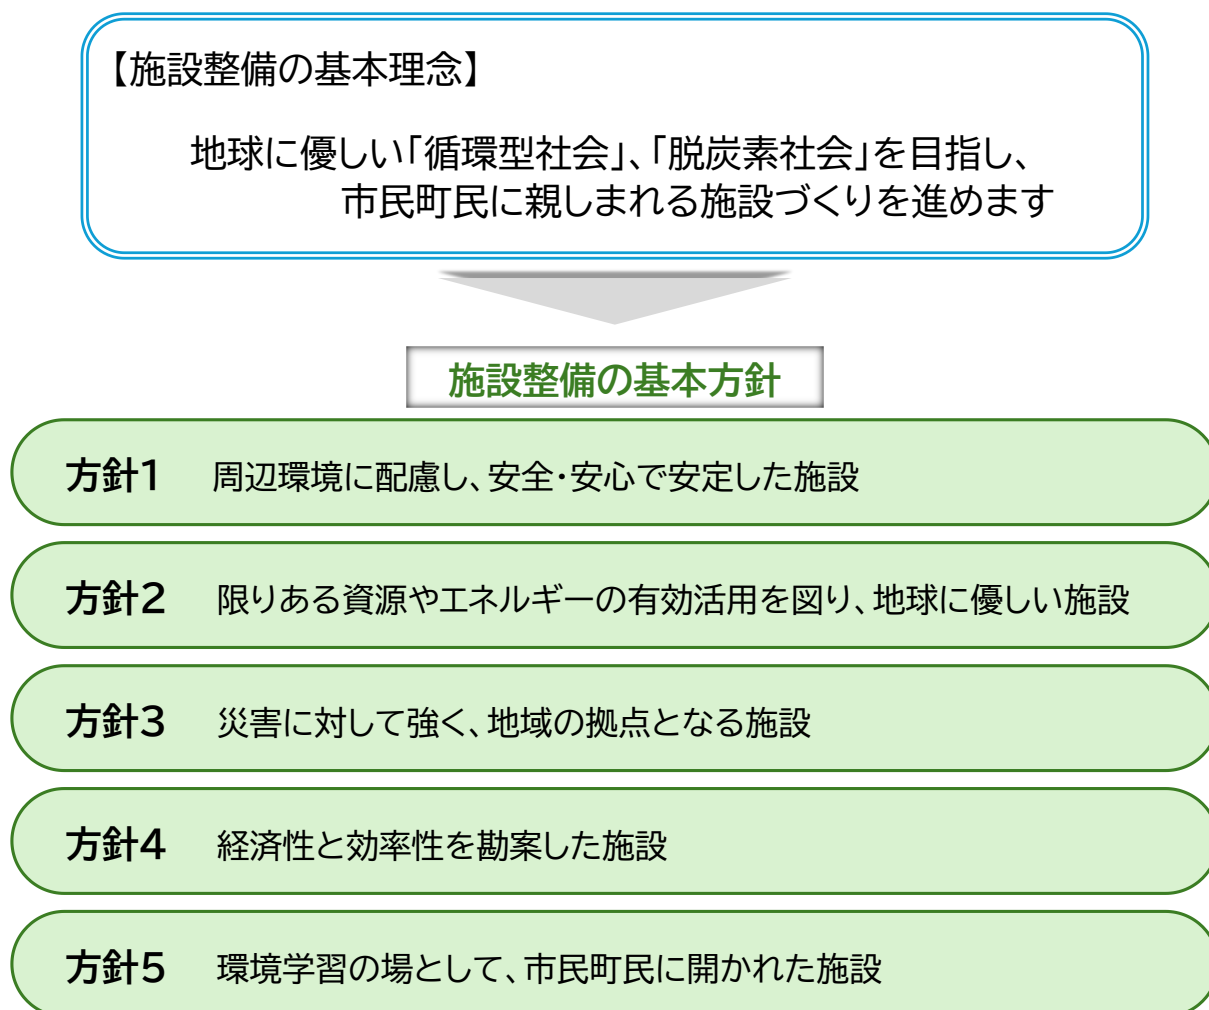 【施設整備の基本理念】
地球に優しい「循環型社会」、「脱炭素社会」を目指し、
市民町民に親しまれる施設づくりを進めます
施設整備の基本方針
方針1 周辺環境に配慮し、安全・安心で安定した施設
方針2 限りある資源やエネルギーの有効活用を図り、地球に優しい施設
方針3 災害に対して強く、地域の拠点となる施設
方針4 経済性と効率性を勘案した施設
方針5 環境学習の場として、市民町民に開かれた施設